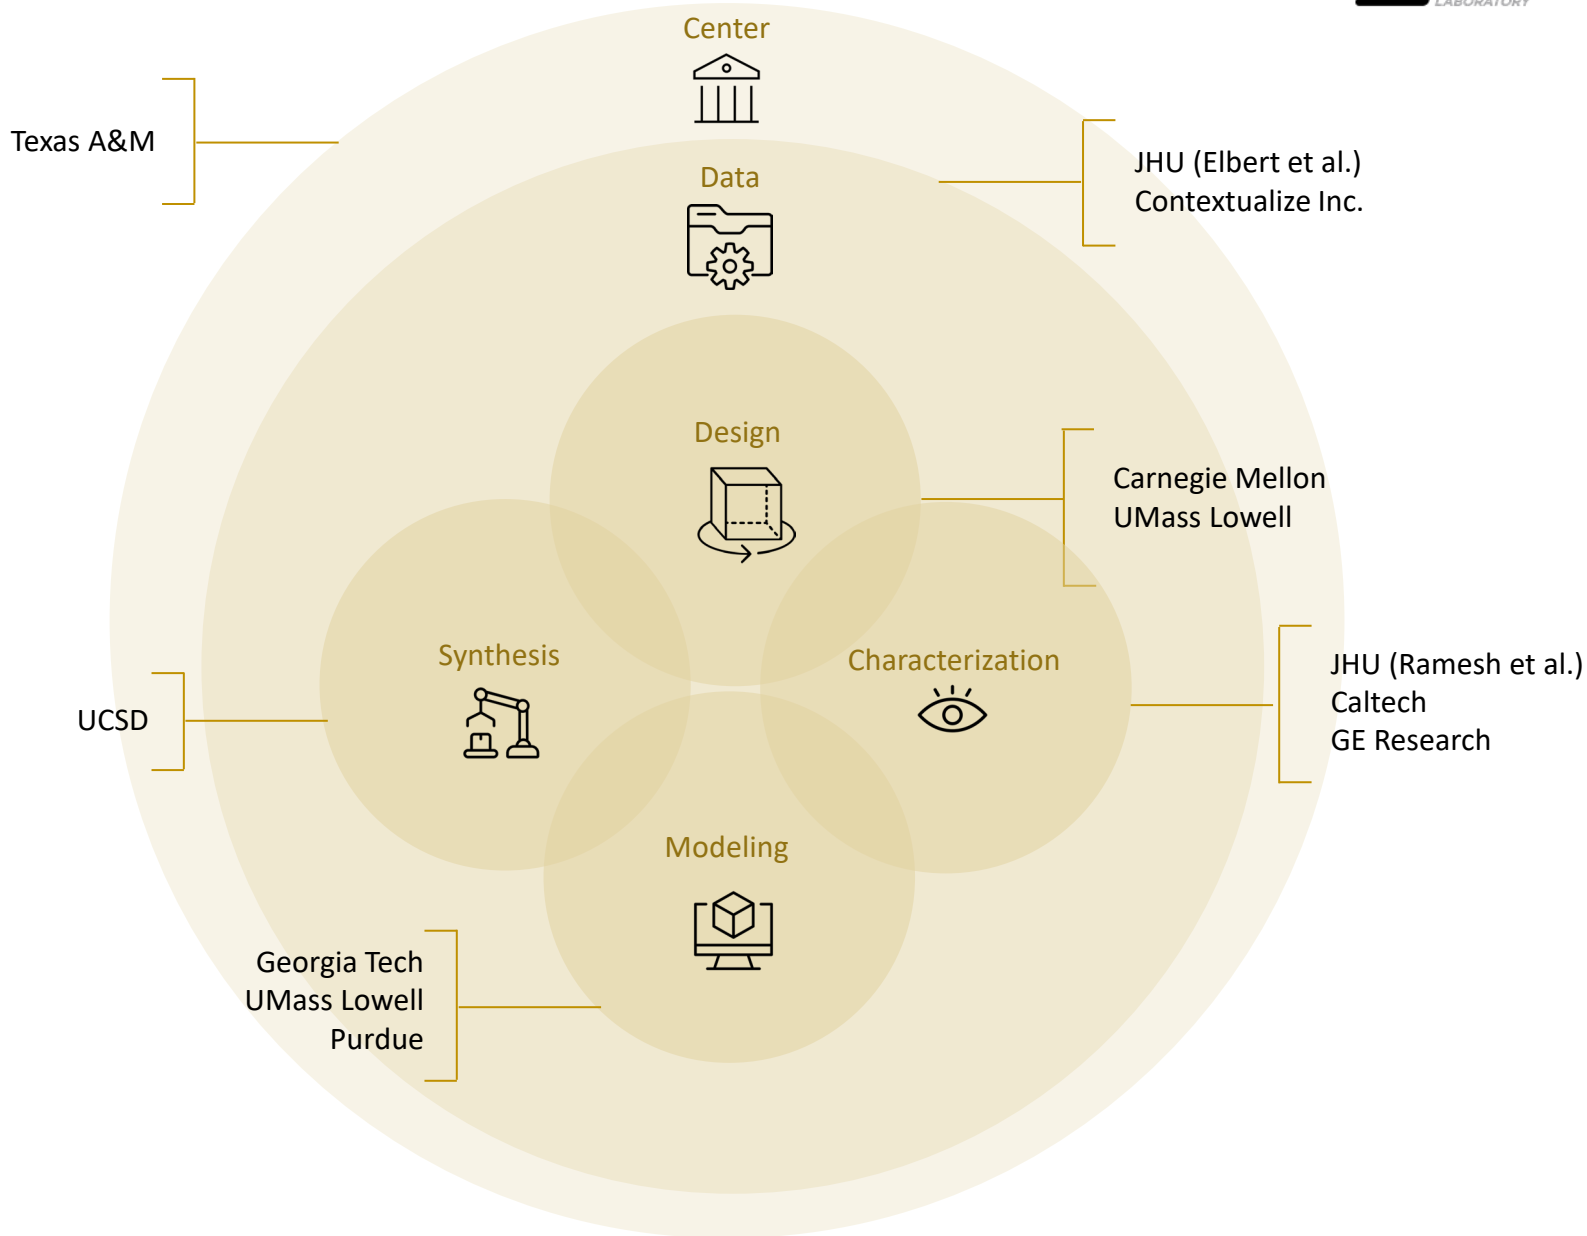 LABORATORY
Center
Texas A&M
Data
JHU (Elbert et al.)
Contextualize Inc.
Design
Carnegie Mellon
UMass Lowell
Synthesis
Characterization
UCSD
JHU (Ramesh et al.)
Caltech
GE Research
Modeling
Georgia Tech
UMass Lowell
Purdue